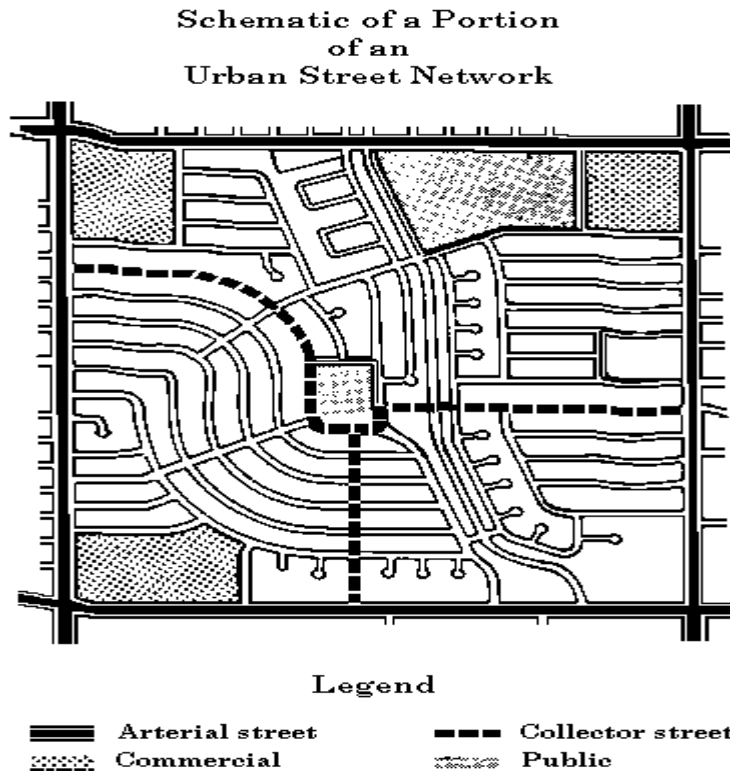 Schematic of a Portion
of an
Urban Street Network
Legend
Arterial street
Collector street
Commercial
Public